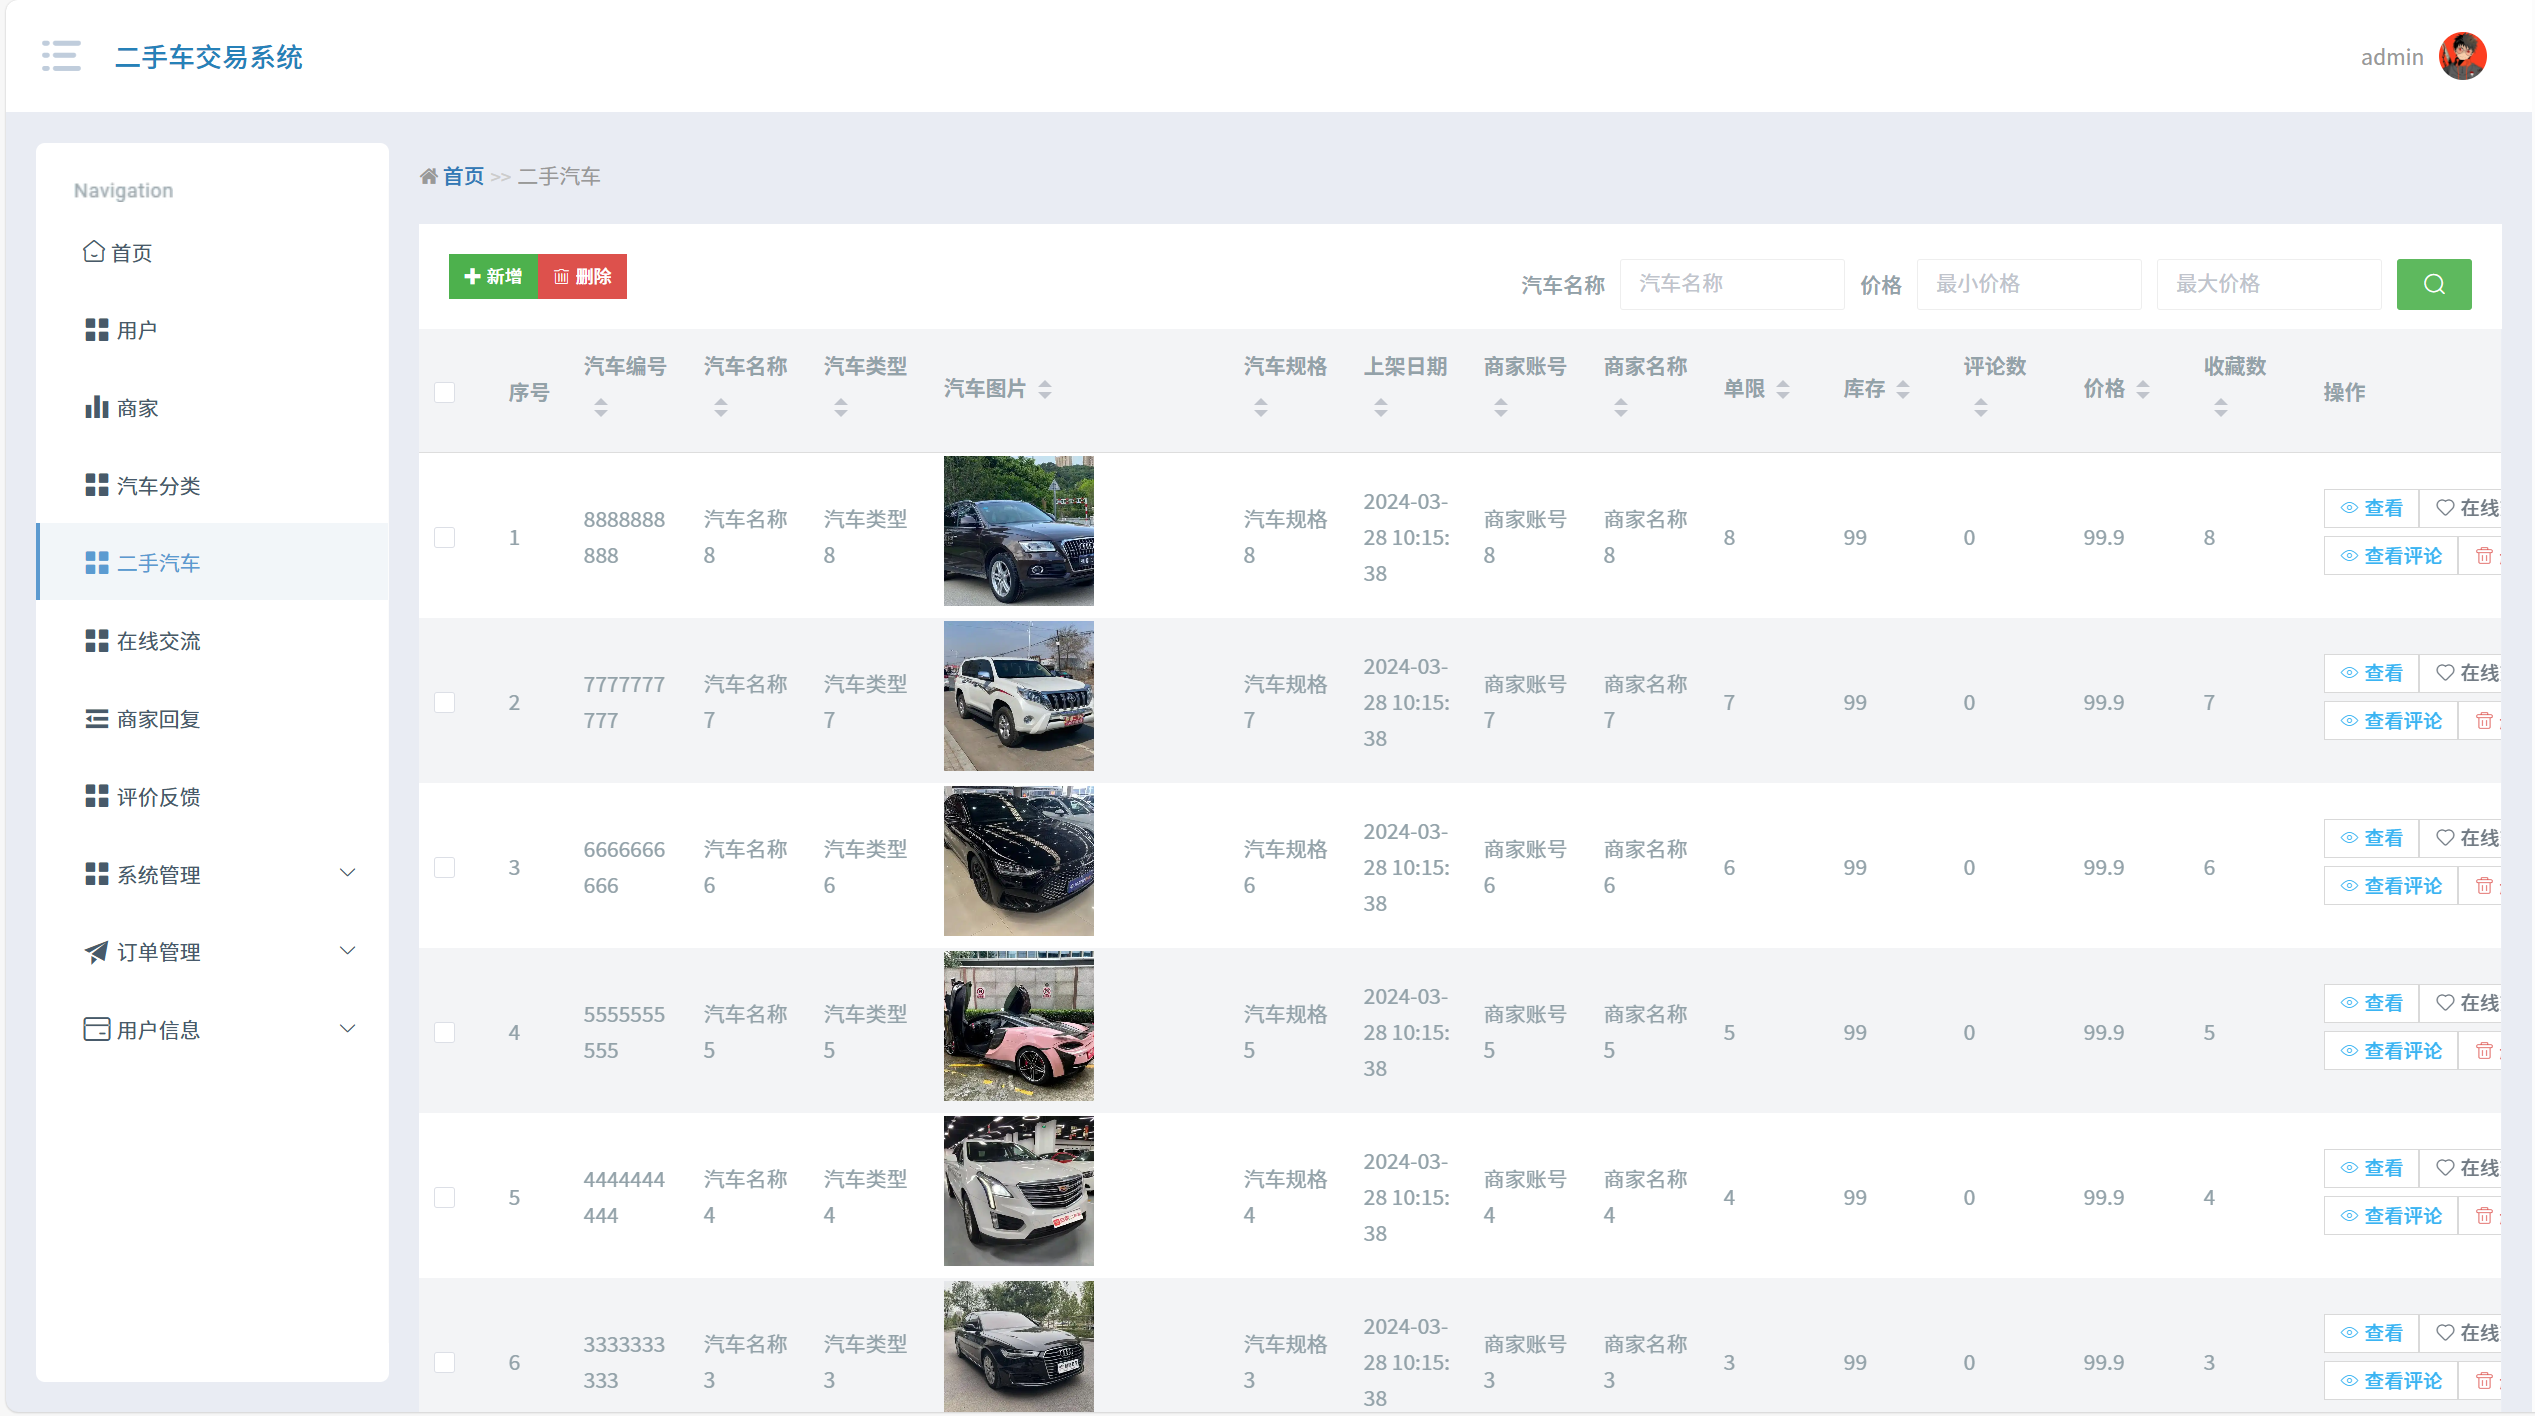 二手车交易系统
admin
Navigation
首页
用户
商家
汽车分类
二手汽车
在线交流
商家回复
评价反馈
系统管理
订单管理
用户信息
首页 >> 二手汽车
新增 删除
汽车名称 汽车名称 价格 最小价格 最大价格
序号 汽车编号 汽车名称 汽车类型 汽车图片 汽车规格 上架日期 商家账号 商家名称 单限 库存 评论数 价格 收藏数 操作
1 8888888888 汽车名称8 汽车类型8 汽车规格8 2024-03-28 10:15:38 商家账号8 商家名称8 8 99 0 99.9 8 查看 在线
查看评论
2 7777777777 汽车名称7 汽车类型7 汽车规格7 2024-03-28 10:15:38 商家账号7 商家名称7 7 99 0 99.9 7 查看 在线
查看评论
3 6666666666 汽车名称6 汽车类型6 汽车规格6 2024-03-28 10:15:38 商家账号6 商家名称6 6 99 0 99.9 6 查看 在线
查看评论
4 5555555555 汽车名称5 汽车类型5 汽车规格5 2024-03-28 10:15:38 商家账号5 商家名称5 5 99 0 99.9 5 查看 在线
查看评论
5 4444444444 汽车名称4 汽车类型4 汽车规格4 2024-03-28 10:15:38 商家账号4 商家名称4 4 99 0 99.9 4 查看 在线
查看评论
6 3333333333 汽车名称3 汽车类型3 汽车规格3 2024-03-28 10:15:38 商家账号3 商家名称3 3 99 0 99.9 3 查看 在线
查看评论